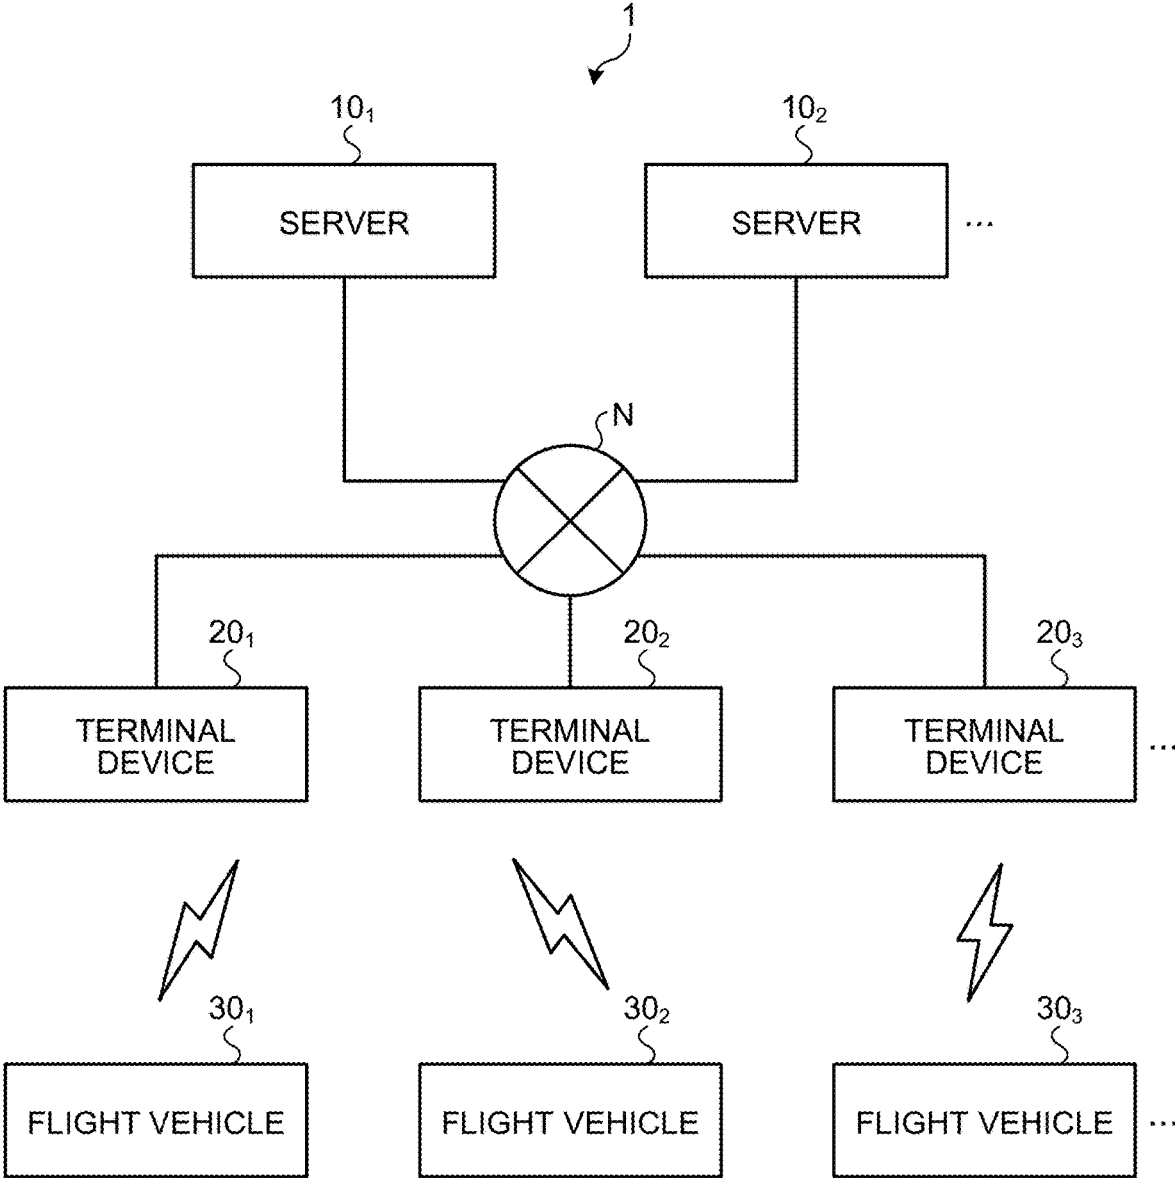 1
10₁
10₂
SERVER
SERVER
...
N
20₁
20₂
20₃
TERMINAL
DEVICE
TERMINAL
DEVICE
TERMINAL
DEVICE
...
30₁
30₂
30₃
FLIGHT VEHICLE
FLIGHT VEHICLE
FLIGHT VEHICLE
...